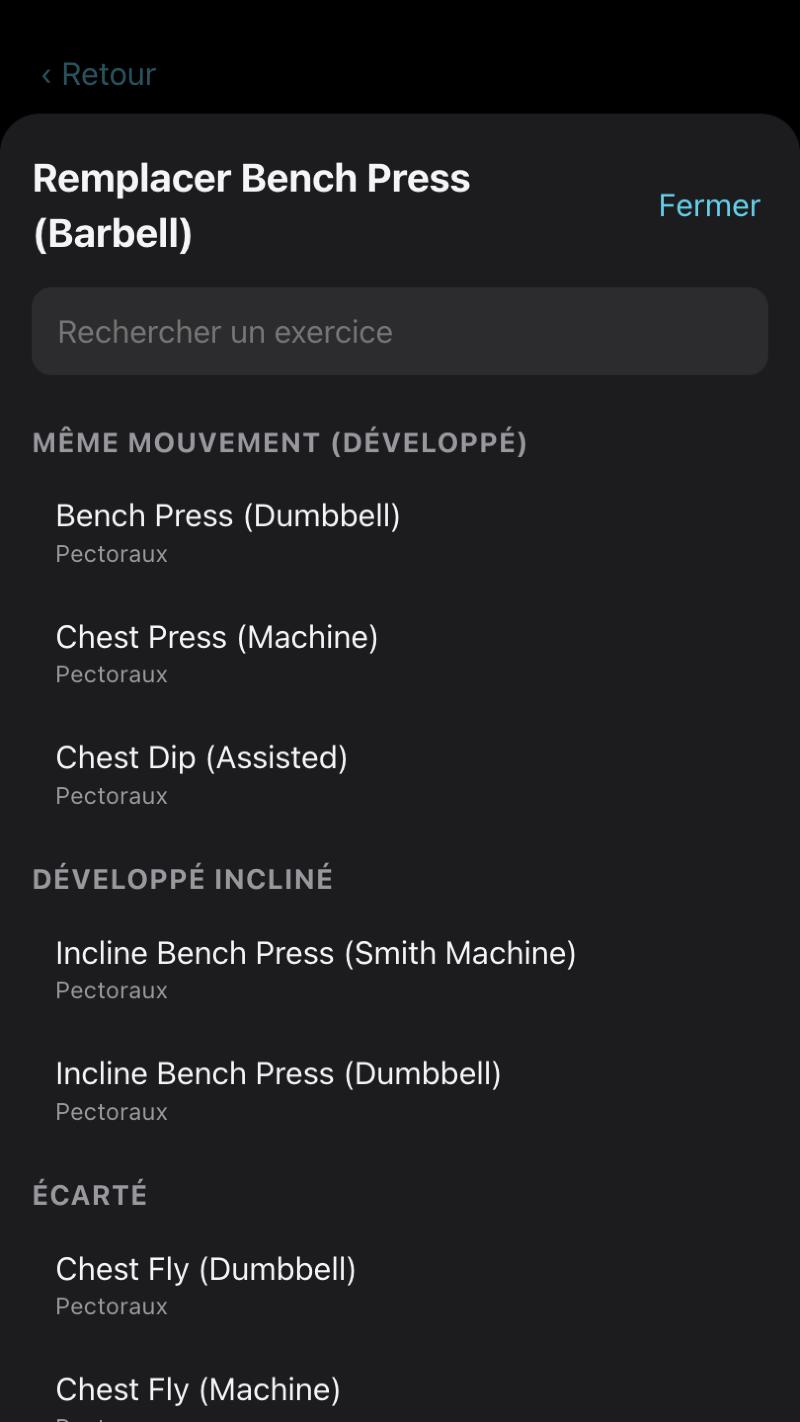 ‹ Retour
Remplacer Bench Press
(Barbell)
Fermer
Rechercher un exercice
MÊME MOUVEMENT (DÉVELOPPÉ)
Bench Press (Dumbbell)
Pectoraux
Chest Press (Machine)
Pectoraux
Chest Dip (Assisted)
Pectoraux
DÉVELOPPÉ INCLINÉ
Incline Bench Press (Smith Machine)
Pectoraux
Incline Bench Press (Dumbbell)
Pectoraux
ÉCARTÉ
Chest Fly (Dumbbell)
Pectoraux
Chest Fly (Machine)